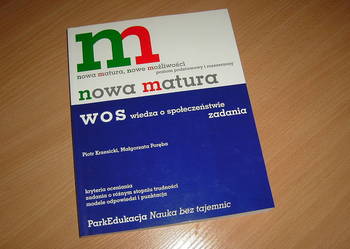 m
nowa matura, nowe możliwości
poziom podstawowy i rozszerzony
nowa matura
WOS wiedza o społeczeństwie
zadania
Piotr Krzesicki, Małgorzata Poręba
kryteria oceniania
zadania o różnym stopniu trudności
modele odpowiedzi i punktacja
ParkEdukacja Nauka bez tajemnic